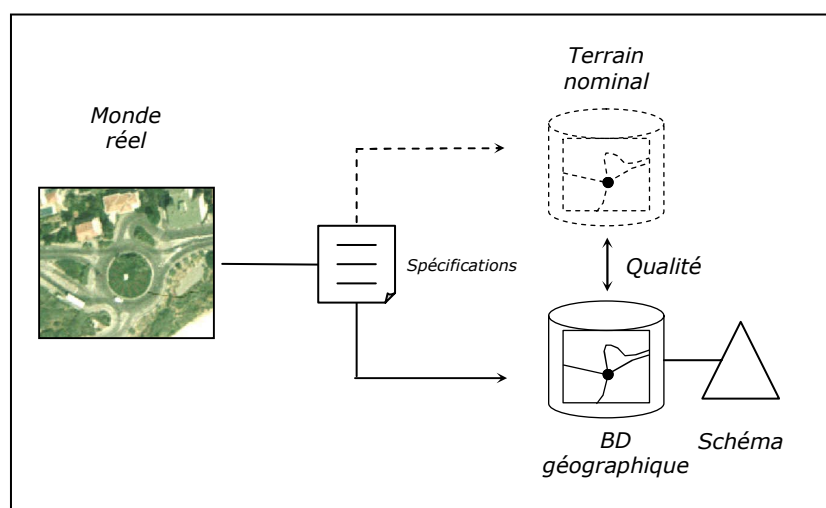 Terrain
nominal
Monde
réel
Spécifications
Qualité
BD
géographique
Schéma